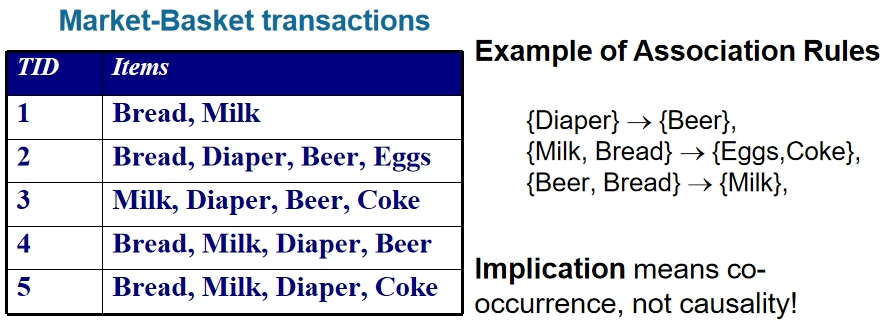 Market-Basket transactions
TID Items
1 Bread, Milk
2 Bread, Diaper, Beer, Eggs
3 Milk, Diaper, Beer, Coke
4 Bread, Milk, Diaper, Beer
5 Bread, Milk, Diaper, Coke
Example of Association Rules
{Diaper} → {Beer},
{Milk, Bread} → {Eggs,Coke},
{Beer, Bread} → {Milk},
Implication means co-
occurrence, not causality!